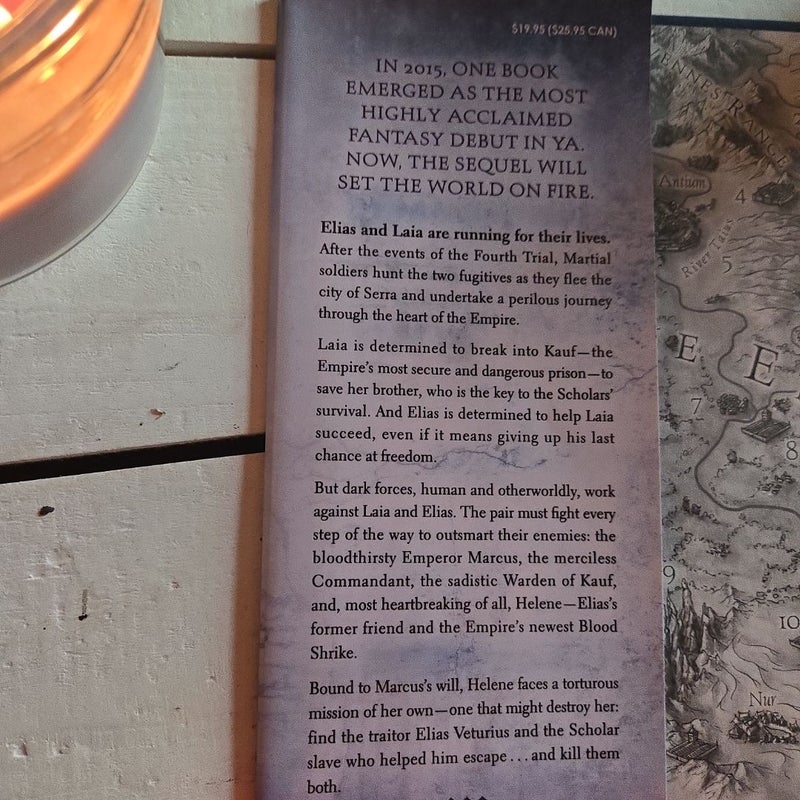 $19.95 ($25.95 CAN)
IN 2015, ONE BOOK
EMERGED AS THE MOST
HIGHLY ACCLAIMED
FANTASY DEBUT IN YA.
NOW, THE SEQUEL WILL
SET THE WORLD ON FIRE.
Elias and Laia are running for their lives.
After the events of the Fourth Trial, Martial
soldiers hunt the two fugitives as they flee the
city of Serra and undertake a perilous journey
through the heart of the Empire.
Laia is determined to break into Kauf—the
Empire's most secure and dangerous prison—to
save her brother, who is the key to the Scholars'
survival. And Elias is determined to help Laia
succeed, even if it means giving up his last
chance at freedom.
But dark forces, human and otherworldly, work
against Laia and Elias. The pair must fight every
step of the way to outsmart their enemies: the
bloodthirsty Emperor Marcus, the merciless
Commandant, the sadistic Warden of Kauf,
and, most heartbreaking of all, Helene—Elias's
former friend and the Empire's newest Blood
Shrike.
Bound to Marcus's will, Helene faces a torturous
mission of her own—one that might destroy her:
find the traitor Elias Veturius and the Scholar
slave who helped him escape . . . and kill them
both.
RANGE
Antium
4
River Taius
5
E E
7
8
9
10
Nur